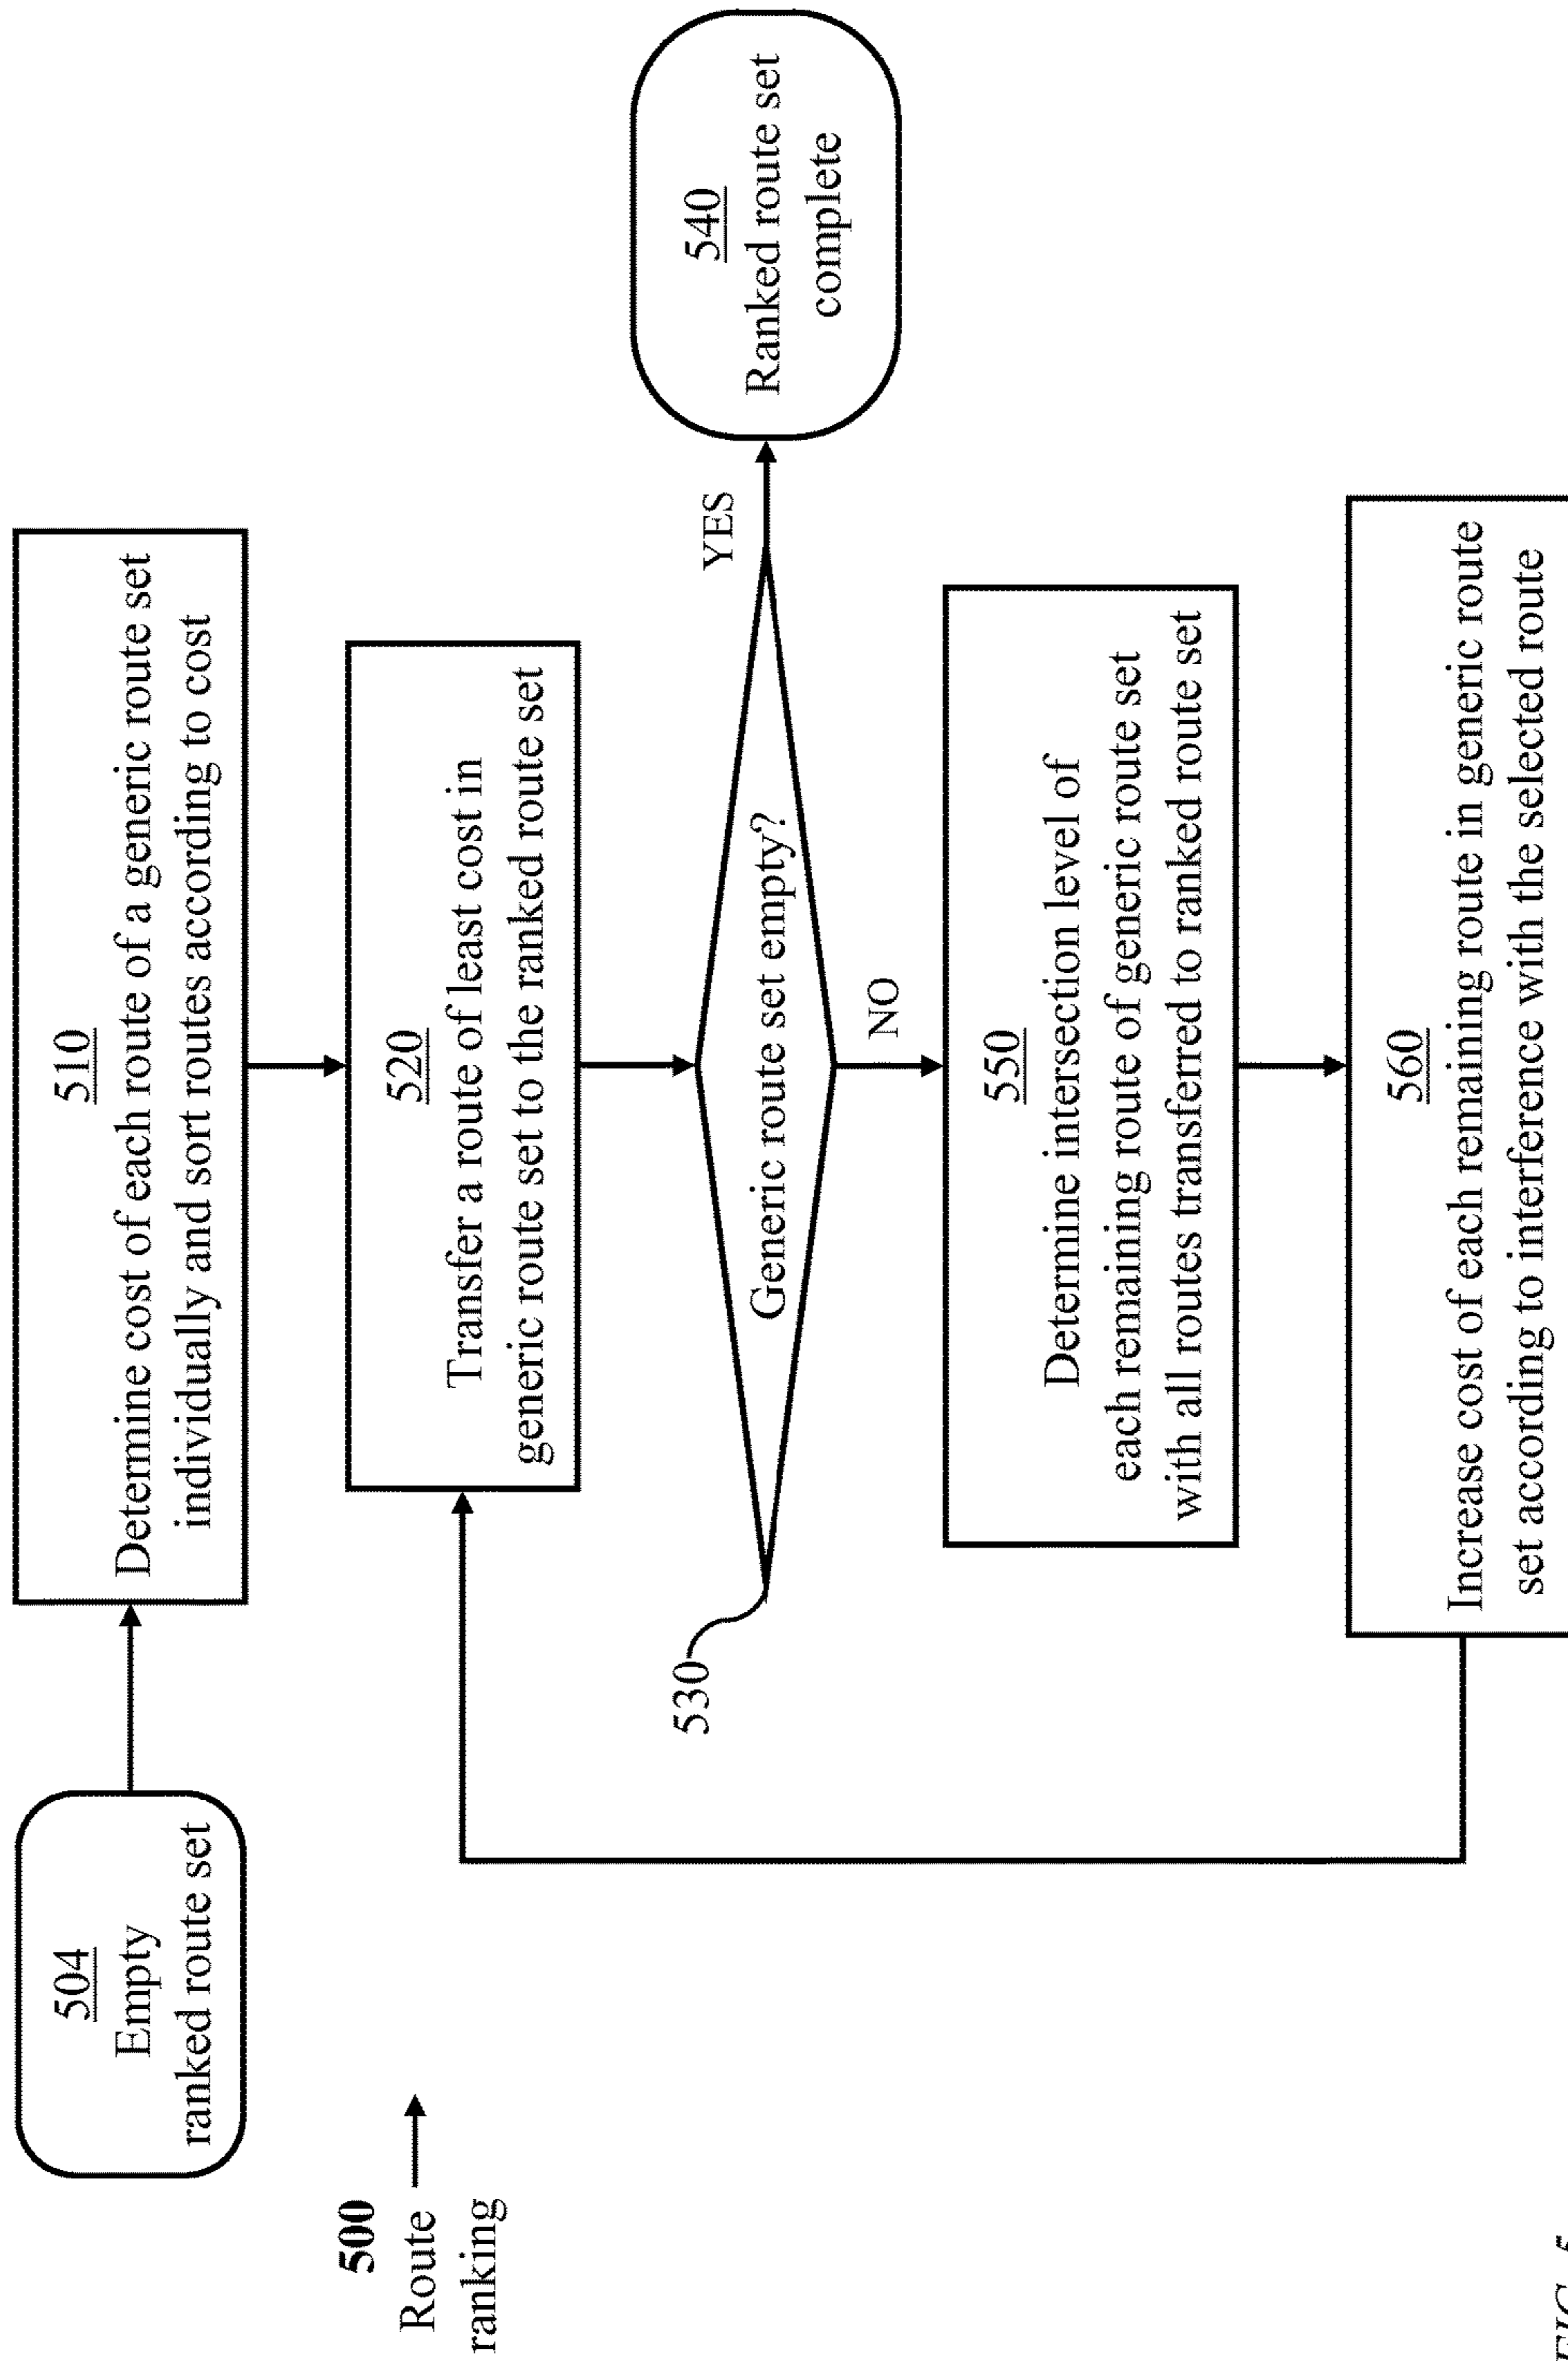 500
Route
ranking
504
Empty
ranked route set
510
Determine cost of each route of a generic route set
individually and sort routes according to cost
520
Transfer a route of least cost in
generic route set to the ranked route set
530
Generic route set empty?
YES
540
Ranked route set
complete
NO
550
Determine intersection level of
each remaining route of generic route set
with all routes transferred to ranked route set
560
Increase cost of each remaining route in generic route
set according to interference with the selected route
FIG. 5